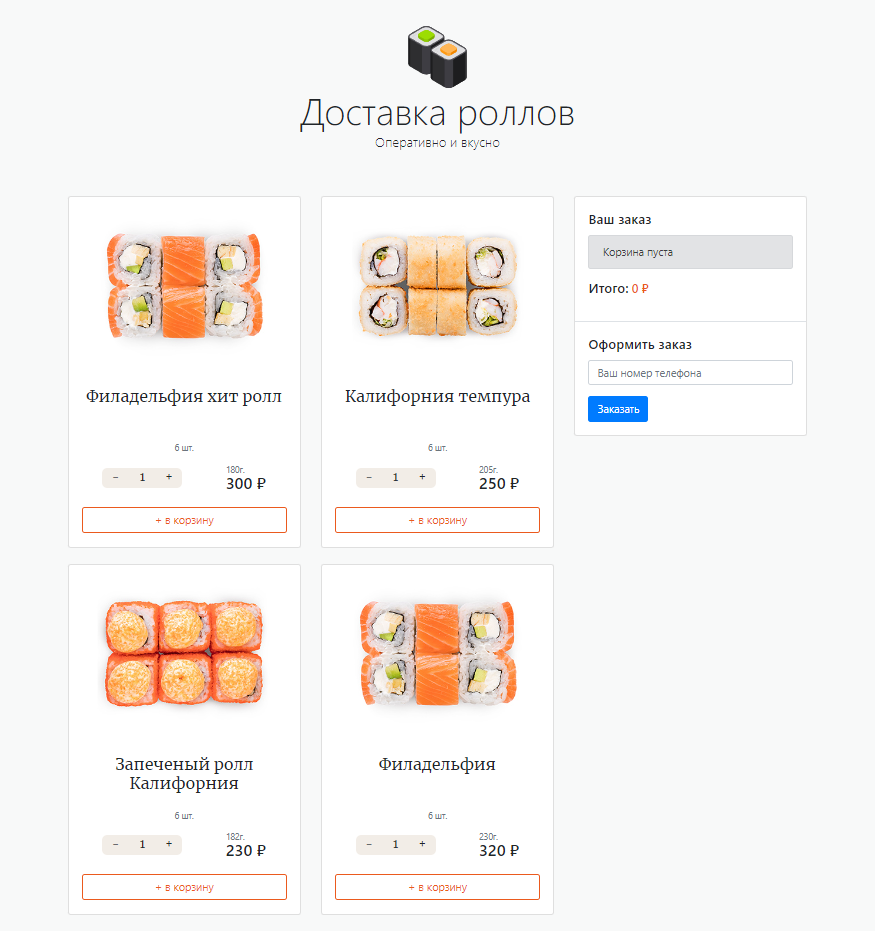 Доставка роллов
Оперативно и вкусно
Филадельфия хит ролл
6 шт.
− 1 +
180г.
300 ₽
+ в корзину
Калифорния темпура
6 шт.
− 1 +
205г.
250 ₽
+ в корзину
Ваш заказ
Корзина пуста
Итого: 0 ₽
Оформить заказ
Ваш номер телефона
Заказать
Запеченый ролл
Калифорния
6 шт.
− 1 +
182г.
230 ₽
+ в корзину
Филадельфия
6 шт.
− 1 +
230г.
320 ₽
+ в корзину